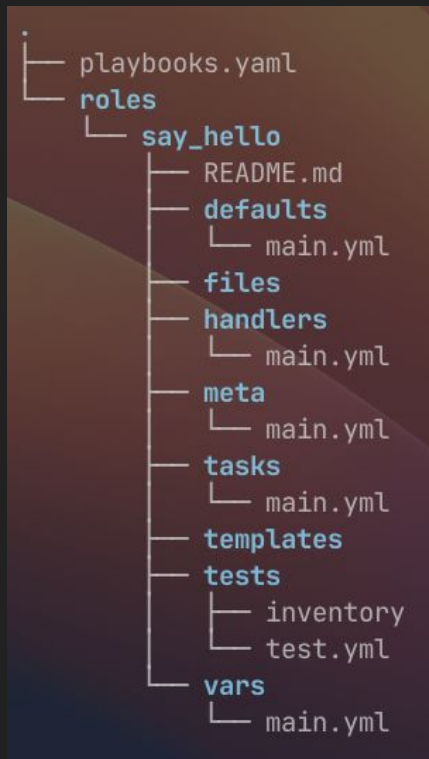 .
├── playbooks.yaml
└── roles
    └── say_hello
        ├── README.md
        ├── defaults
        │   └── main.yml
        ├── files
        ├── handlers
        │   └── main.yml
        ├── meta
        │   └── main.yml
        ├── tasks
        │   └── main.yml
        ├── templates
        ├── tests
        │   ├── inventory
        │   └── test.yml
        └── vars
            └── main.yml